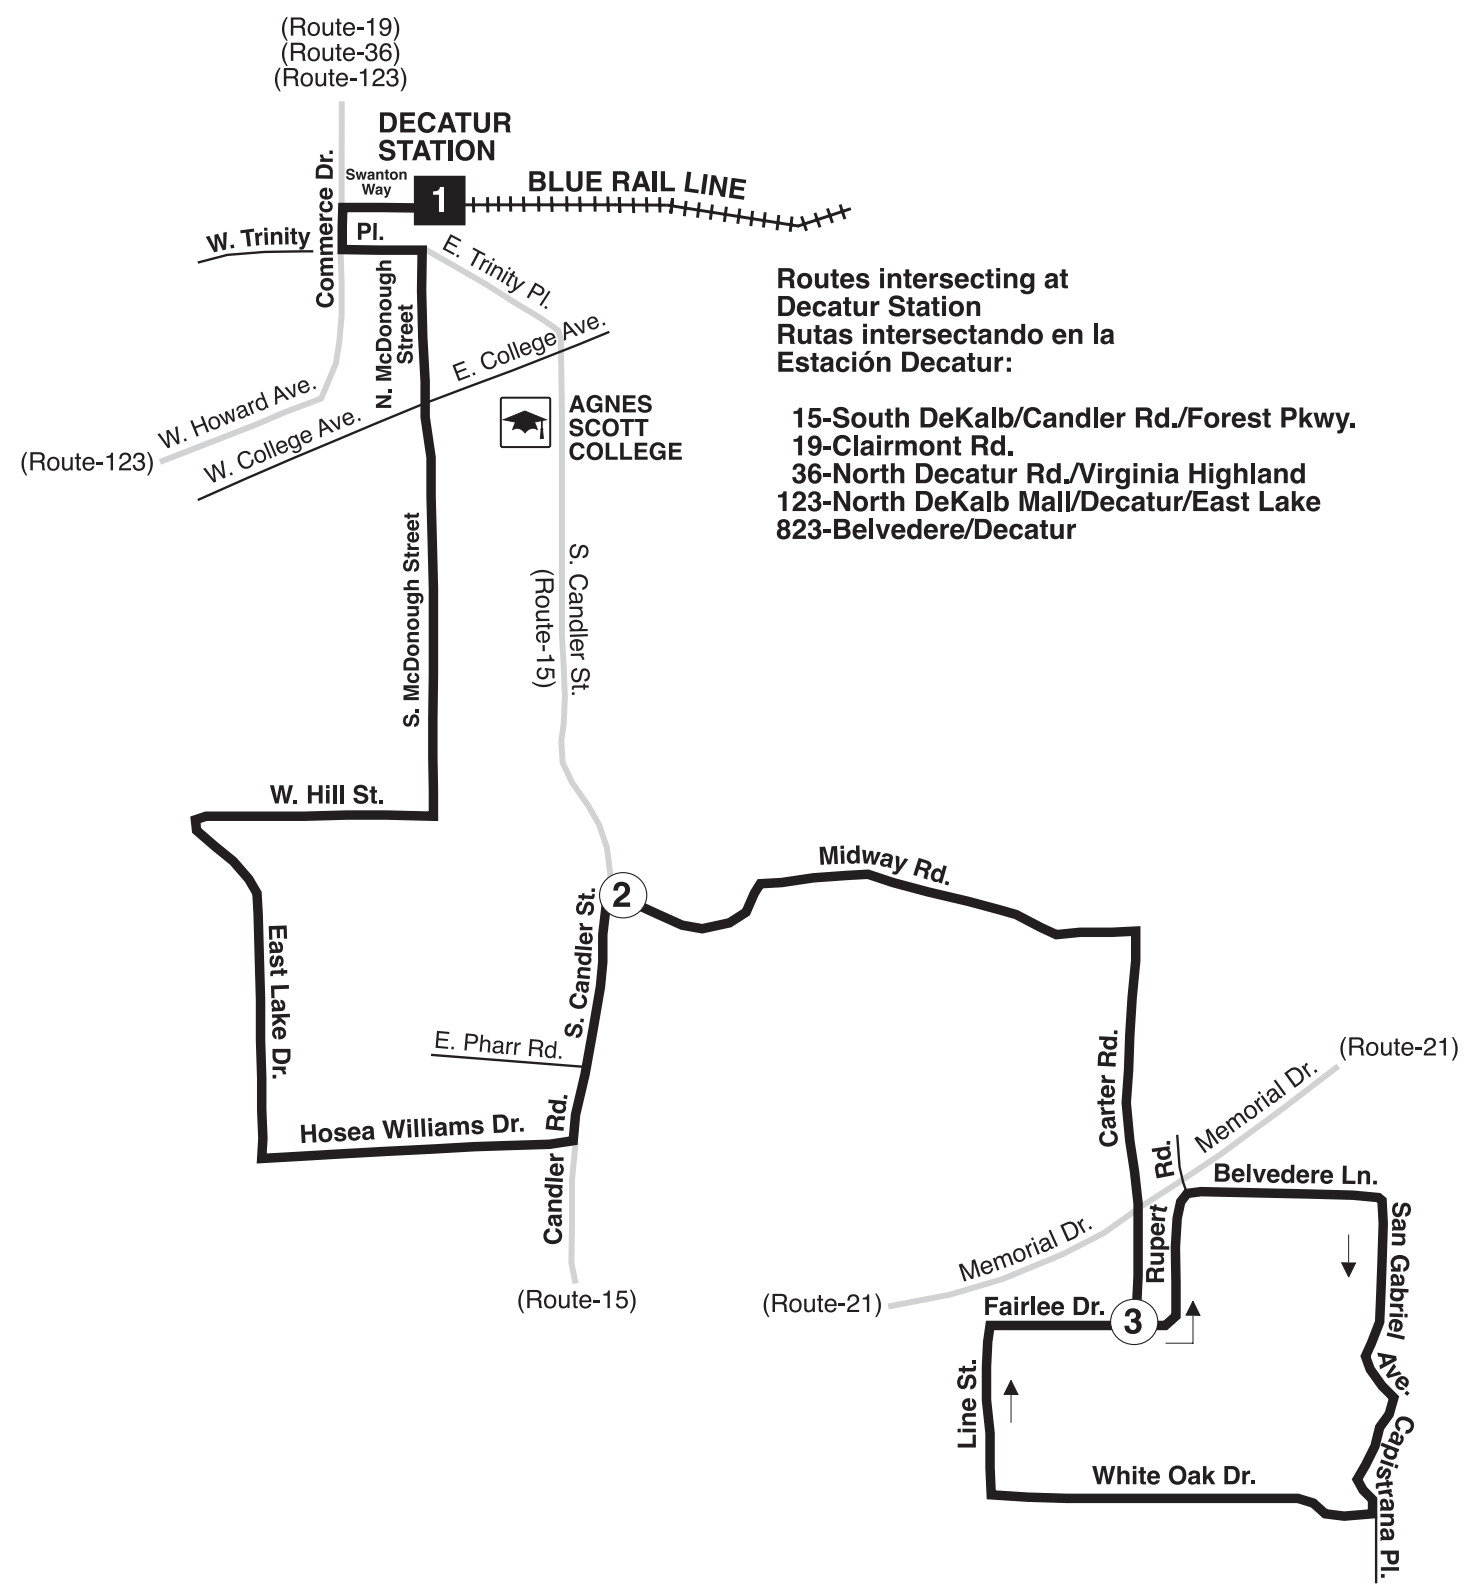 (Route-19)
(Route-36)
(Route-123)
DECATUR
STATION
Commerce Dr.
Swanton
Way
1
BLUE RAIL LINE
W. Trinity Pl.
E. Trinity Pl.
N. McDonough
Street
E. College Ave.
W. Howard Ave.
W. College Ave.
(Route-123)
AGNES
SCOTT
COLLEGE
Routes intersecting at
Decatur Station
Rutas intersectando en la
Estación Decatur:
15-South DeKalb/Candler Rd./Forest Pkwy.
19-Clairmont Rd.
36-North Decatur Rd./Virginia Highland
123-North DeKalb Mall/Decatur/East Lake
823-Belvedere/Decatur
S. McDonough Street
S. Candler St.
(Route-15)
W. Hill St.
2
Midway Rd.
S. Candler St.
East Lake Dr.
E. Pharr Rd.
Hosea Williams Dr.
Candler Rd.
(Route-15)
Carter Rd.
(Route-21)
Memorial Dr.
Rupert Rd.
Belvedere Ln.
Memorial Dr.
(Route-21)
San Gabriel Ave.
Fairlee Dr.
3
Line St.
White Oak Dr.
Capistrana Pl.